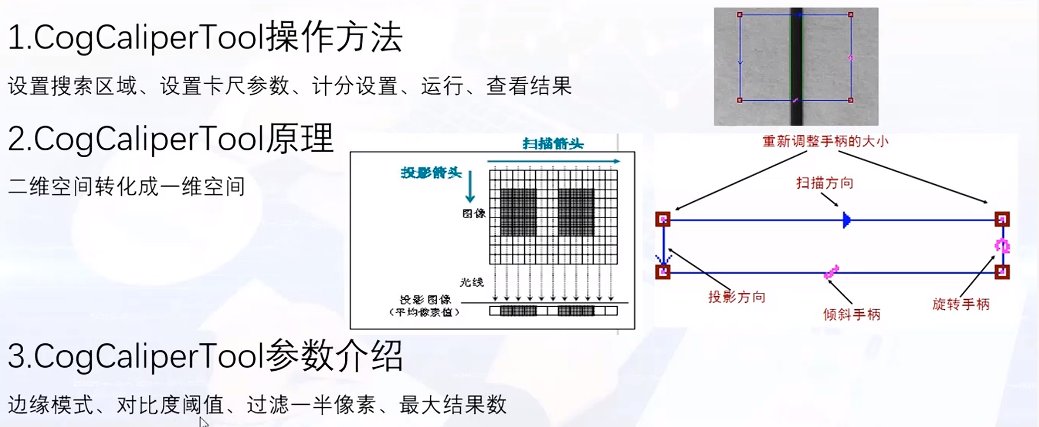 1.CogCaliperTool操作方法
设置搜索区域、设置卡尺参数、计分设置、运行、查看结果
2.CogCaliperTool原理
二维空间转化成一维空间
扫描箭头
投影箭头
图像
光线
投影图像
（平均像素值）
重新调整手柄的大小
扫描方向
投影方向
倾斜手柄
旋转手柄
3.CogCaliperTool参数介绍
边缘模式、对比度阈值、过滤一半像素、最大结果数